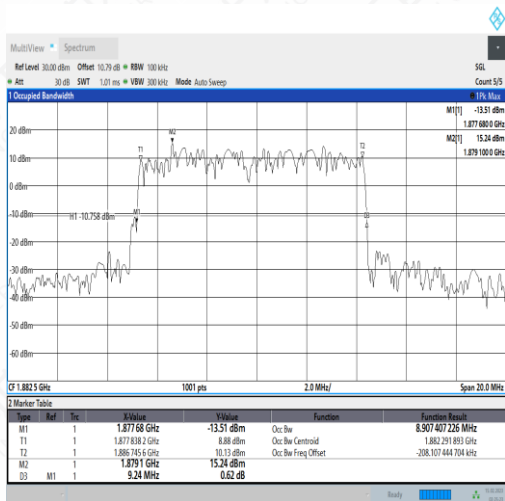 MultiView Spectrum
Ref Level 30.00 dBm Offset 10.79 dB RBW 100 kHz SGL
Att 30 dB SWT 1.01 ms VBW 300 kHz Mode Auto Sweep Count 5/5
1 Occupied Bandwidth 1Pk Max
M1[1] -13.51 dBm
1.877 680 0 GHz
M2[1] 15.24 dBm
1.879 100 0 GHz
20 dBm
M2
T1
T2
10 dBm
0 dBm
-10 dBm
H1 -10.758 dBm
M1
-20 dBm
-30 dBm
-40 dBm
-50 dBm
-60 dBm
CF 1.882 5 GHz 1001 pts 2.0 MHz/ Span 20.0 MHz
2 Marker Table
Type Ref Trc X-Value Y-Value Function Function Result
M1 1 1.877 68 GHz -13.51 dBm Occ Bw 8.907 407 226 MHz
T1 1 1.877 838 2 GHz 8.88 dBm Occ Bw Centroid 1.882 291 893 GHz
T2 1 1.886 745 6 GHz 10.13 dBm Occ Bw Freq Offset -208.107 444 704 kHz
M2 1 1.879 1 GHz 15.24 dBm
D3 M1 1 9.24 MHz 0.62 dB
Ready